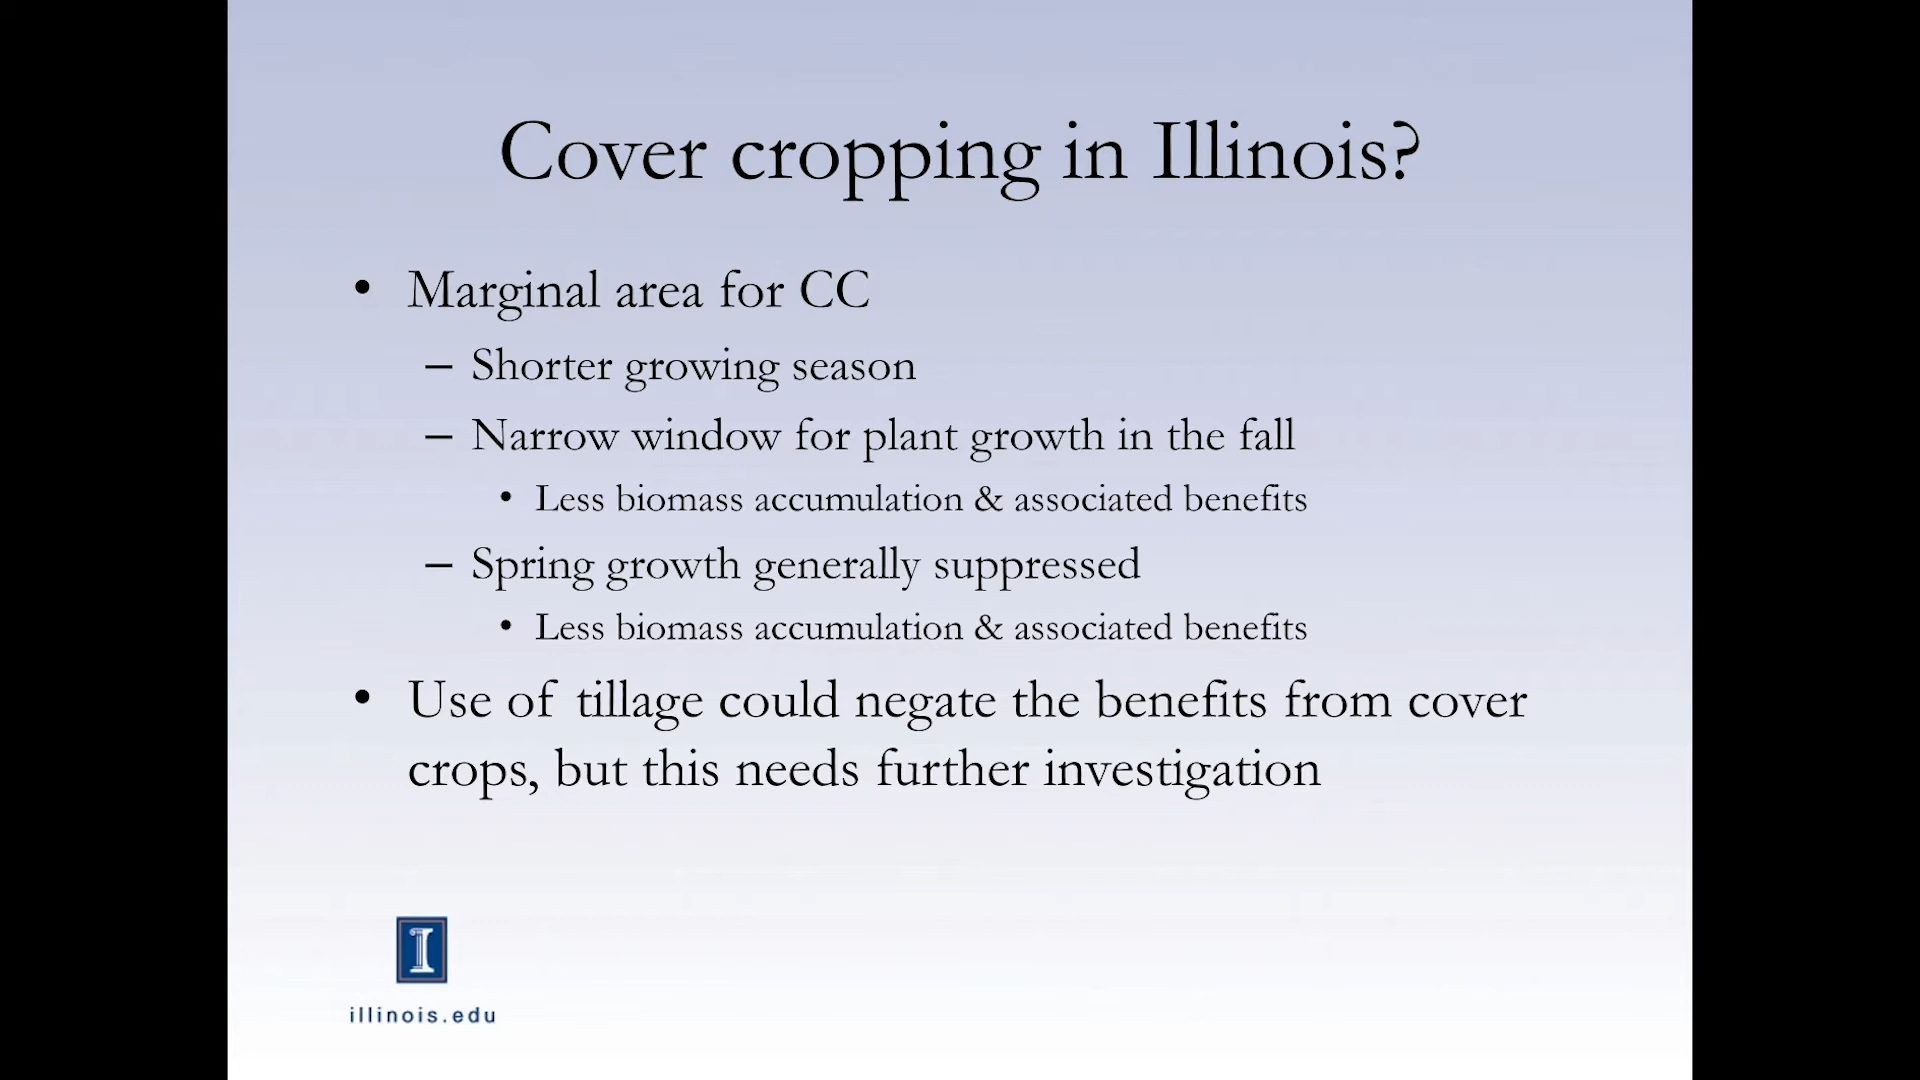 Cover cropping in Illinois?
• Marginal area for CC
– Shorter growing season
– Narrow window for plant growth in the fall
• Less biomass accumulation & associated benefits
– Spring growth generally suppressed
• Less biomass accumulation & associated benefits
• Use of tillage could negate the benefits from cover
crops, but this needs further investigation
I
illinois.edu